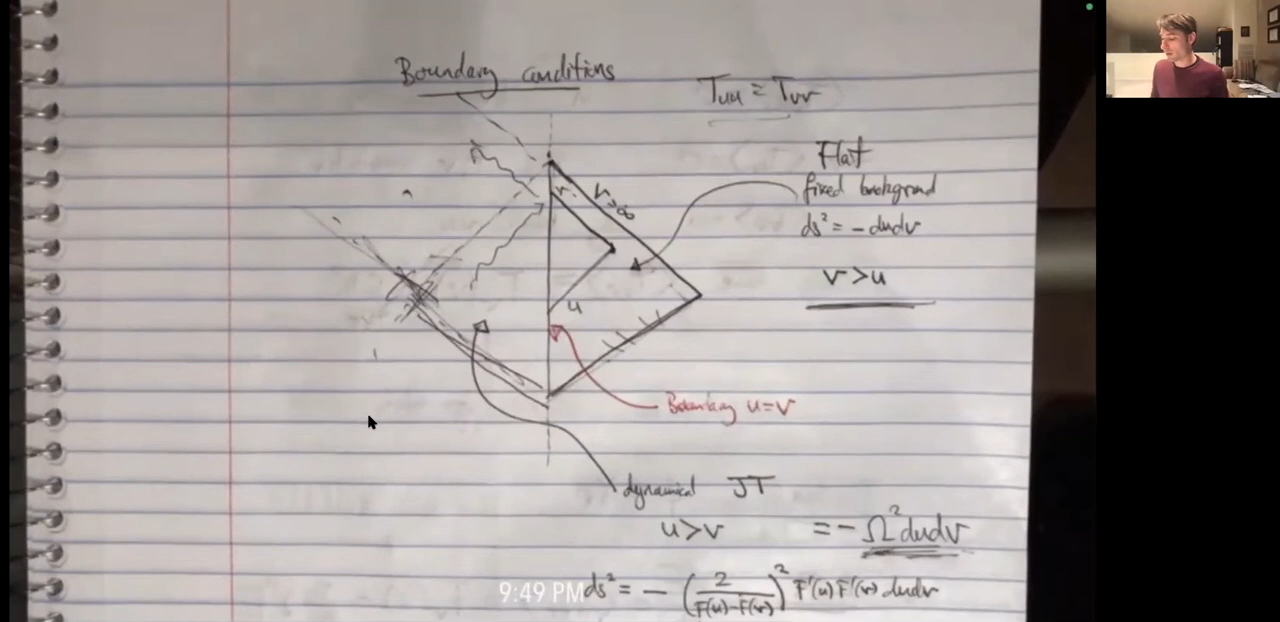 Boundary conditions
Tuu = Tvv
Flat
fixed background
ds² = - dudv
v > u
v→∞
u
Boundary u=v
dynamical JT
u > v
= - Ω² dudv
ds² = - (2/(F(u)-F(v)))² F'(u) F'(v) dudv
9:49 PM